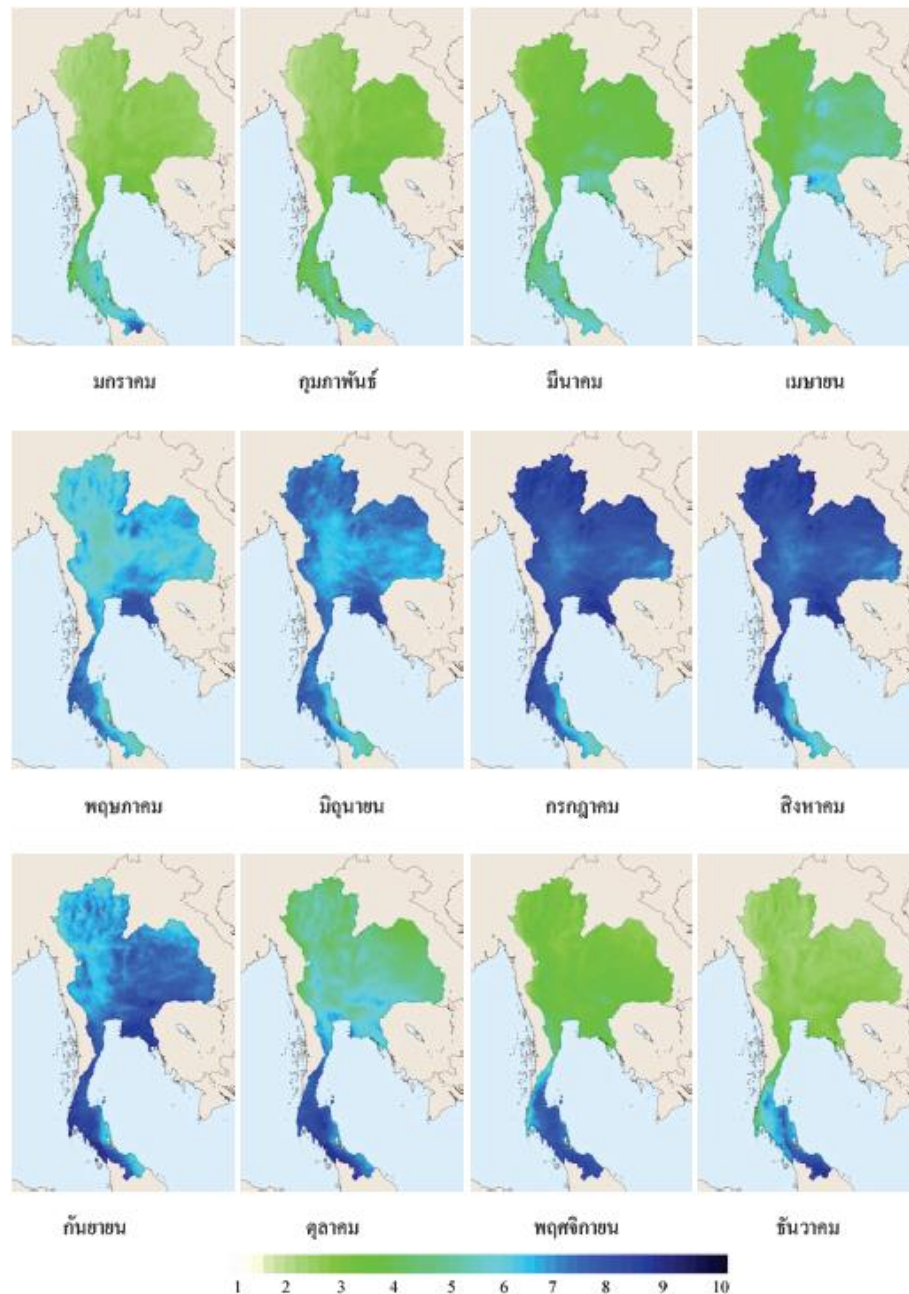 มกราคม กุมภาพันธ์ มีนาคม เมษายน
พฤษภาคม มิถุนายน กรกฎาคม สิงหาคม
กันยายน ตุลาคม พฤศจิกายน ธันวาคม
1 2 3 4 5 6 7 8 9 10